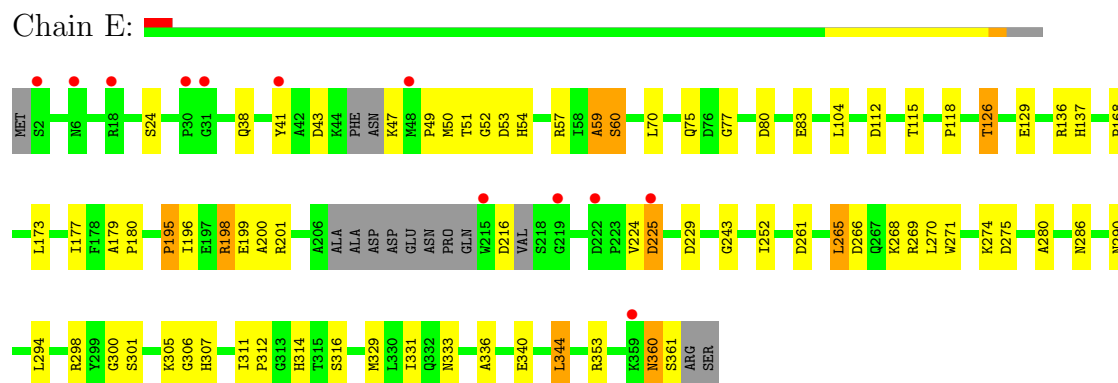 Chain E:
MET S2 N6 R18 S24 P30 G31 Q38 Y41 A42 D43 K44 PHE ASN K47 M48 P49 M50 T51 G52 D53 H54 R57 I58 A59 S60 L70 Q75 D76 G77 D80 E83 L104 D112 T115 P118 T126 E129 R136 H137
L173 I177 F178 A179 P180 P195 I196 E197 R198 E199 A200 R201 A206 ALA ALA ASP ASP GLU ASN PRO GLN W215 D216 VAL S218 G219 D222 P223 V224 D225 D229 G243 I252 D261 L265 D266 Q267 K268 R269 L270 W271 K274 D275 A280 N286
L294 R298 Y299 G300 S301 K305 G306 H307 I311 P312 G313 H314 T315 S316 M329 L330 I331 Q332 N333 A336 E340 L344 R353 K359 N360 S361 ARG SER